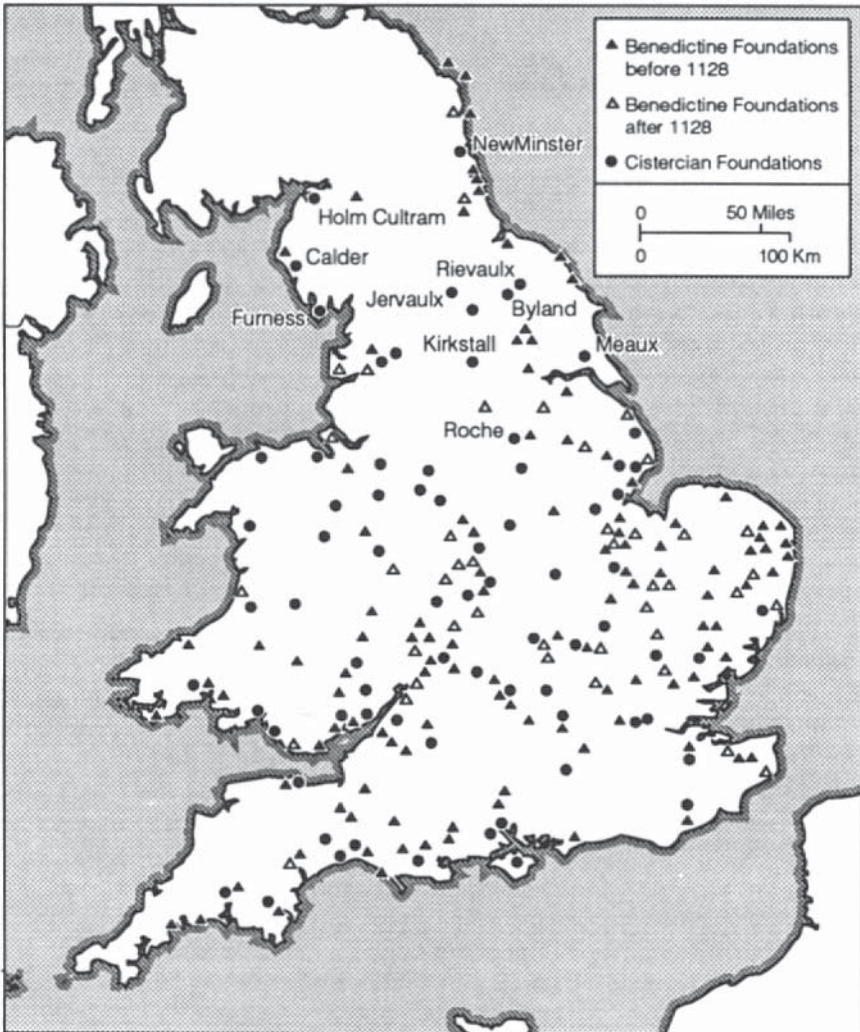 Benedictine Foundations
before 1128
Benedictine Foundations
after 1128
Cistercian Foundations
0 50 Miles
0 100 Km
NewMinster
Holm Cultram
Calder
Rievaulx
Jervaulx
Byland
Furness
Kirkstall
Meaux
Roche